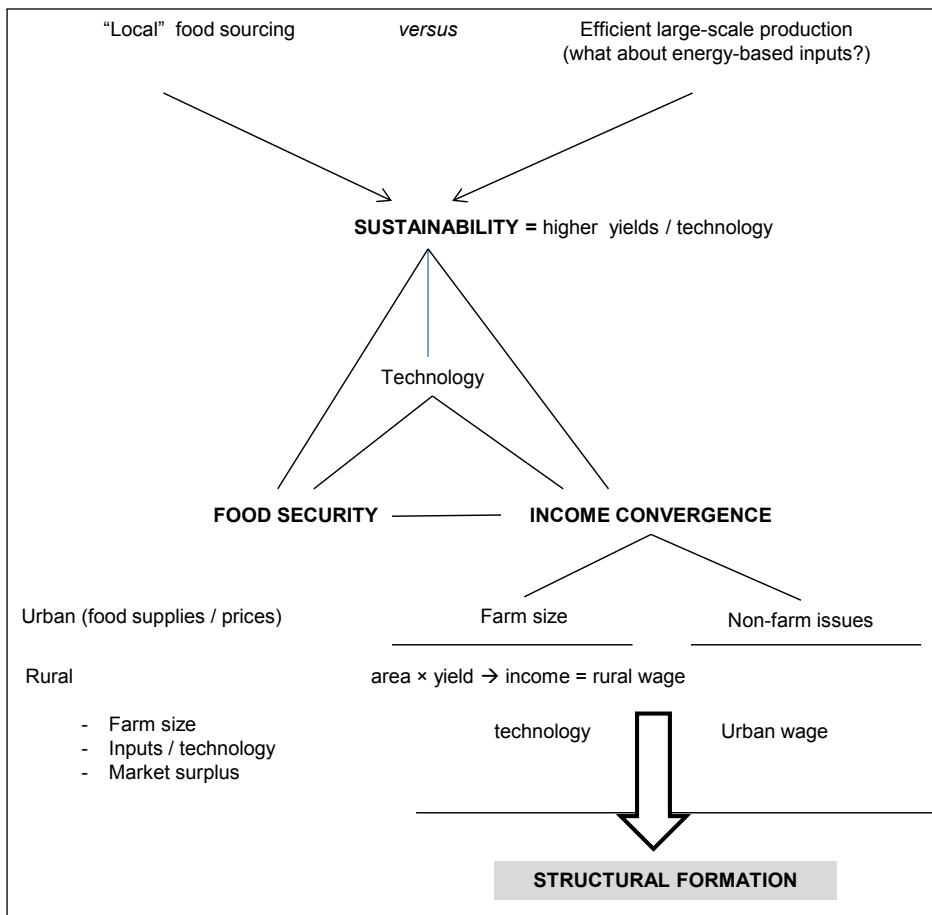 “Local” food sourcing versus Efficient large-scale production
(what about energy-based inputs?)
SUSTAINABILITY = higher yields / technology
Technology
FOOD SECURITY INCOME CONVERGENCE
Urban (food supplies / prices) Farm size Non-farm issues
Rural area × yield → income = rural wage
- Farm size technology Urban wage
- Inputs / technology
- Market surplus
STRUCTURAL FORMATION